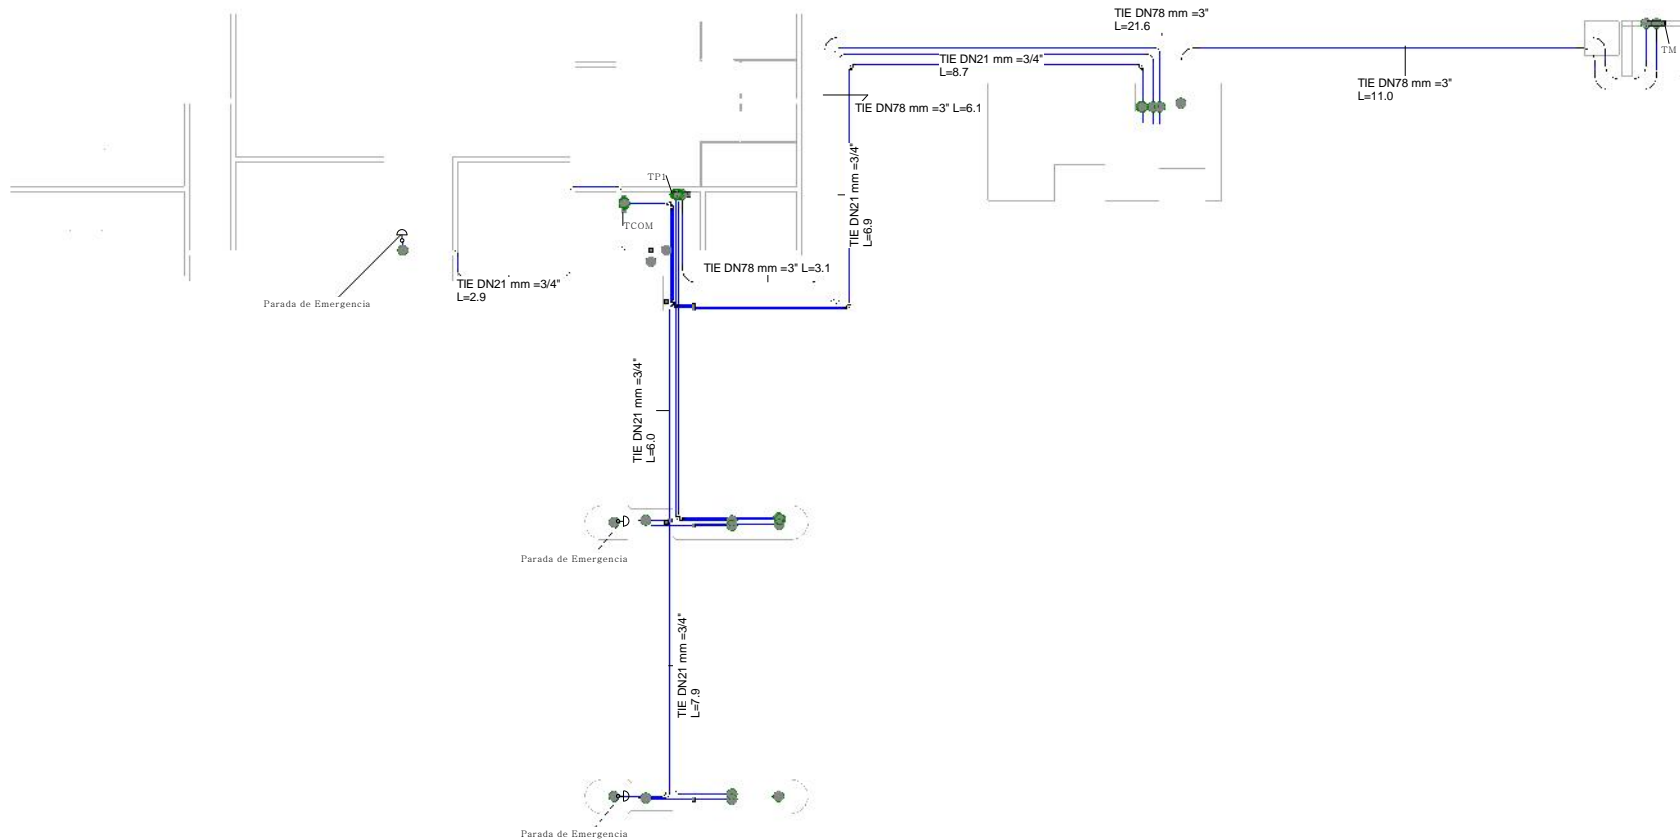 TIE DN78 mm =3"
L=21.6
TIE DN21 mm =3/4"
L=8.7
TM
TIE DN78 mm =3"
L=11.0
TIE DN78 mm =3" L=6.1
TIE DN21 mm =3/4"
L=6.9
TP1
TCOM
TIE DN78 mm =3" L=3.1
TIE DN21 mm =3/4"
L=2.9
Parada de Emergencia
TIE DN21 mm =3/4"
L=6.0
Parada de Emergencia
TIE DN21 mm =3/4"
L=7.9
Parada de Emergencia